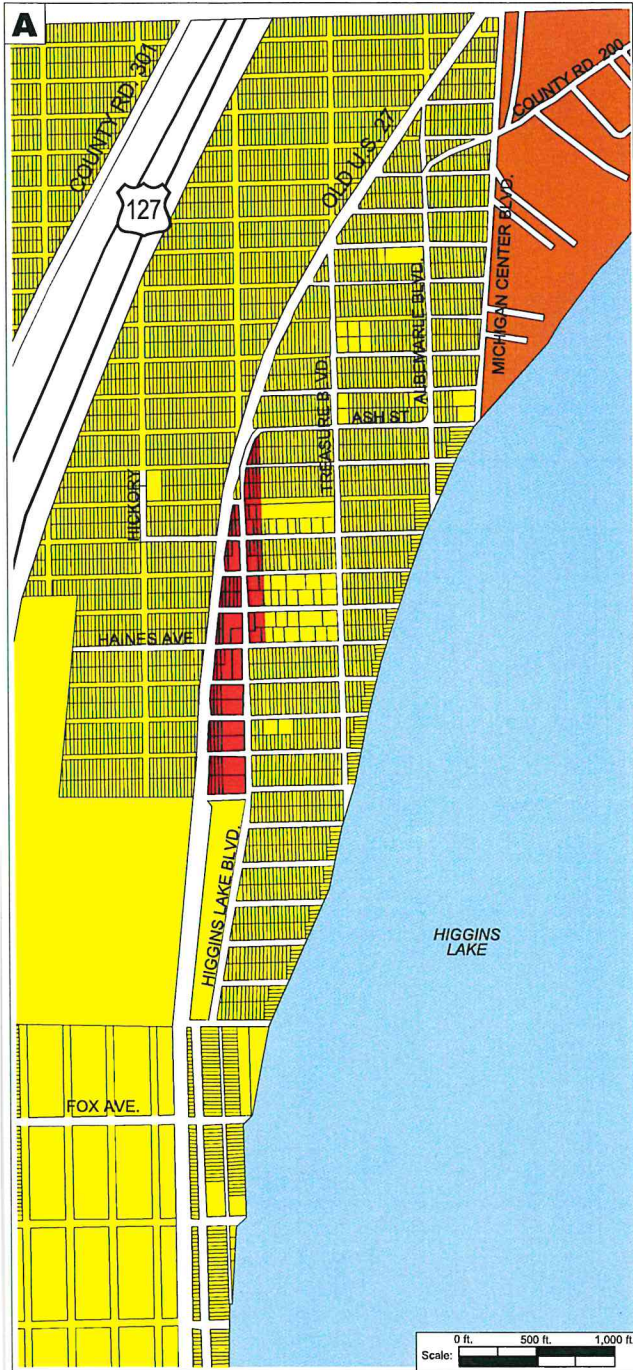 A
COUNTY RD. 301
127
OLD U.S. 27
COUNTY RD. 200
MICHIGAN CENTER BLVD.
ALBEMARLE BLVD.
TREASURE BLVD.
ASH ST.
HICKORY
HAINES AVE
HIGGINS LAKE BLVD.
HIGGINS
LAKE
FOX AVE.
0 ft. 500 ft. 1,000 ft.
Scale: